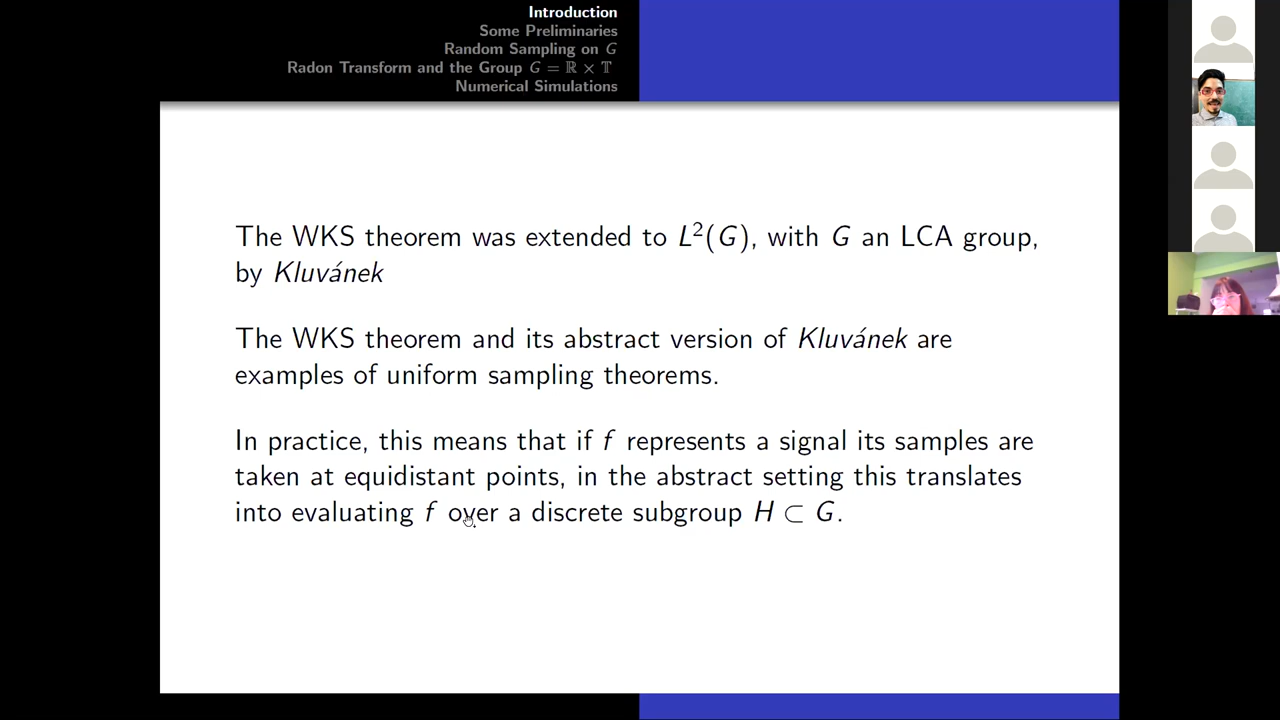 Introduction
Some Preliminaries
Random Sampling on G
Radon Transform and the Group G = ℝ × 𝕋
Numerical Simulations
The WKS theorem was extended to L²(G), with G an LCA group,
by Kluvánek
The WKS theorem and its abstract version of Kluvánek are
examples of uniform sampling theorems.
In practice, this means that if f represents a signal its samples are
taken at equidistant points, in the abstract setting this translates
into evaluating f over a discrete subgroup H ⊂ G.